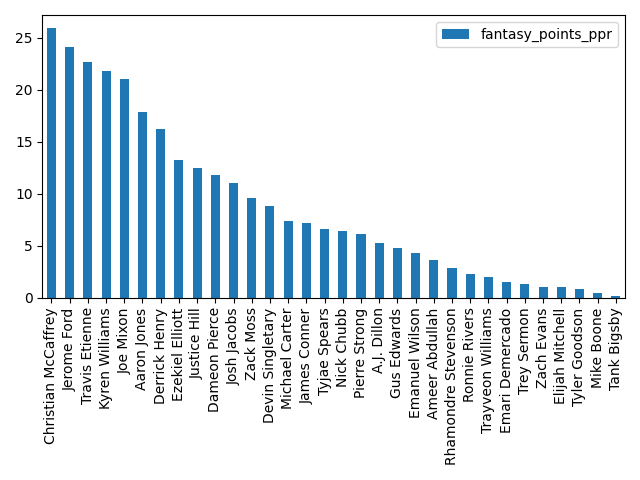 fantasy_points_ppr
25
20
15
10
5
0
Christian McCaffrey
Jerome Ford
Travis Etienne
Kyren Williams
Joe Mixon
Aaron Jones
Derrick Henry
Ezekiel Elliott
Justice Hill
Dameon Pierce
Josh Jacobs
Zack Moss
Devin Singletary
Michael Carter
James Conner
Tyjae Spears
Nick Chubb
Pierre Strong
A.J. Dillon
Gus Edwards
Emanuel Wilson
Ameer Abdullah
Rhamondre Stevenson
Ronnie Rivers
Trayveon Williams
Emari Demercado
Trey Sermon
Zach Evans
Elijah Mitchell
Tyler Goodson
Mike Boone
Tank Bigsby